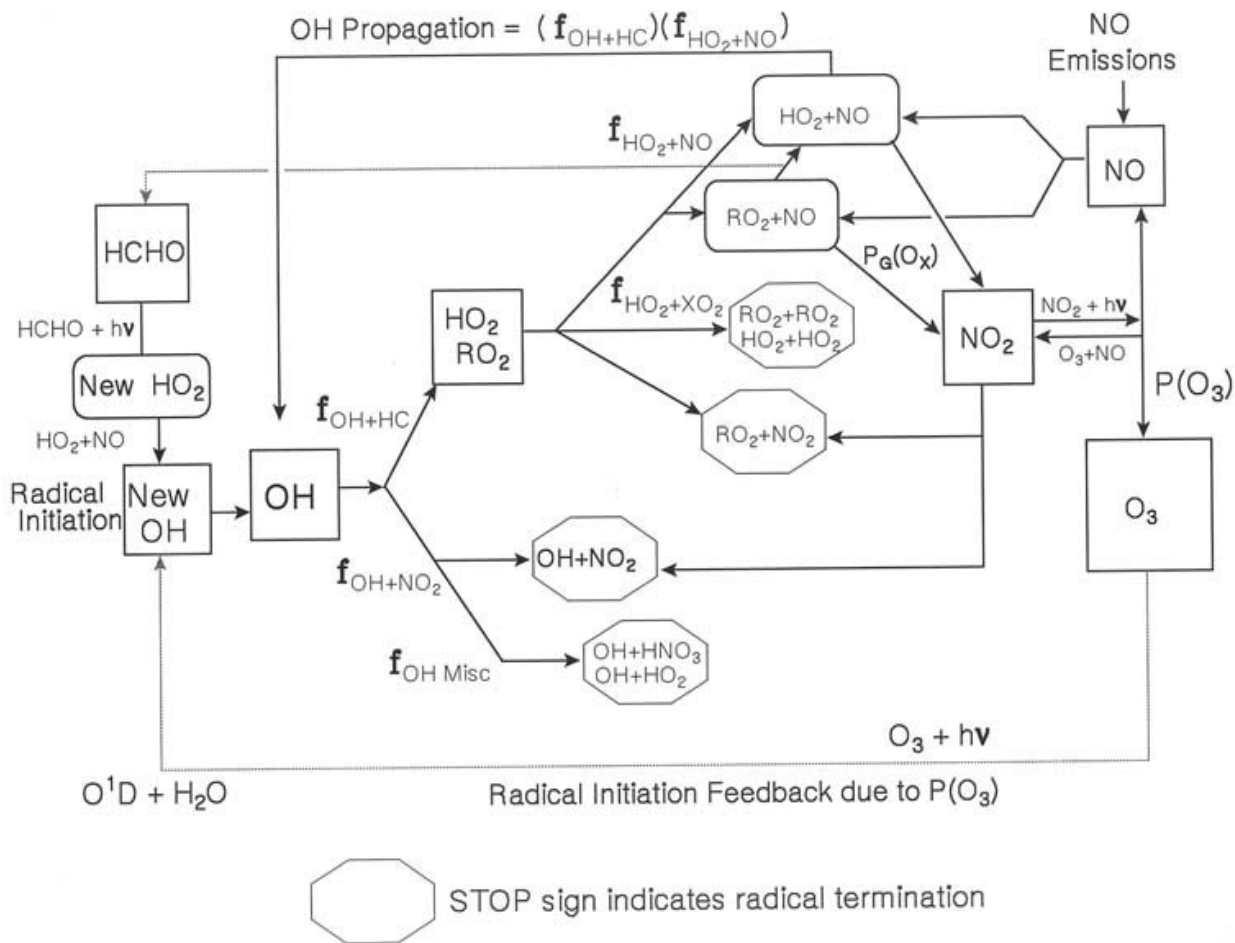 OH Propagation = (f_OH+HC)(f_HO₂+NO)
NO
Emissions
HO₂+NO
f_HO₂+NO
NO
RO₂+NO
HCHO
P_G(O_X)
HCHO + hν
f_HO₂+XO₂
HO₂
RO₂
RO₂+RO₂
HO₂+HO₂
NO₂
NO₂ + hν
O₃+NO
New HO₂
P(O₃)
f_OH+HC
RO₂+NO₂
HO₂+NO
Radical
Initiation
New
OH
OH
O₃
OH+NO₂
f_OH+NO₂
OH+HNO₃
OH+HO₂
f_OH Misc
O₃ + hν
O¹D + H₂O
Radical Initiation Feedback due to P(O₃)
STOP sign indicates radical termination